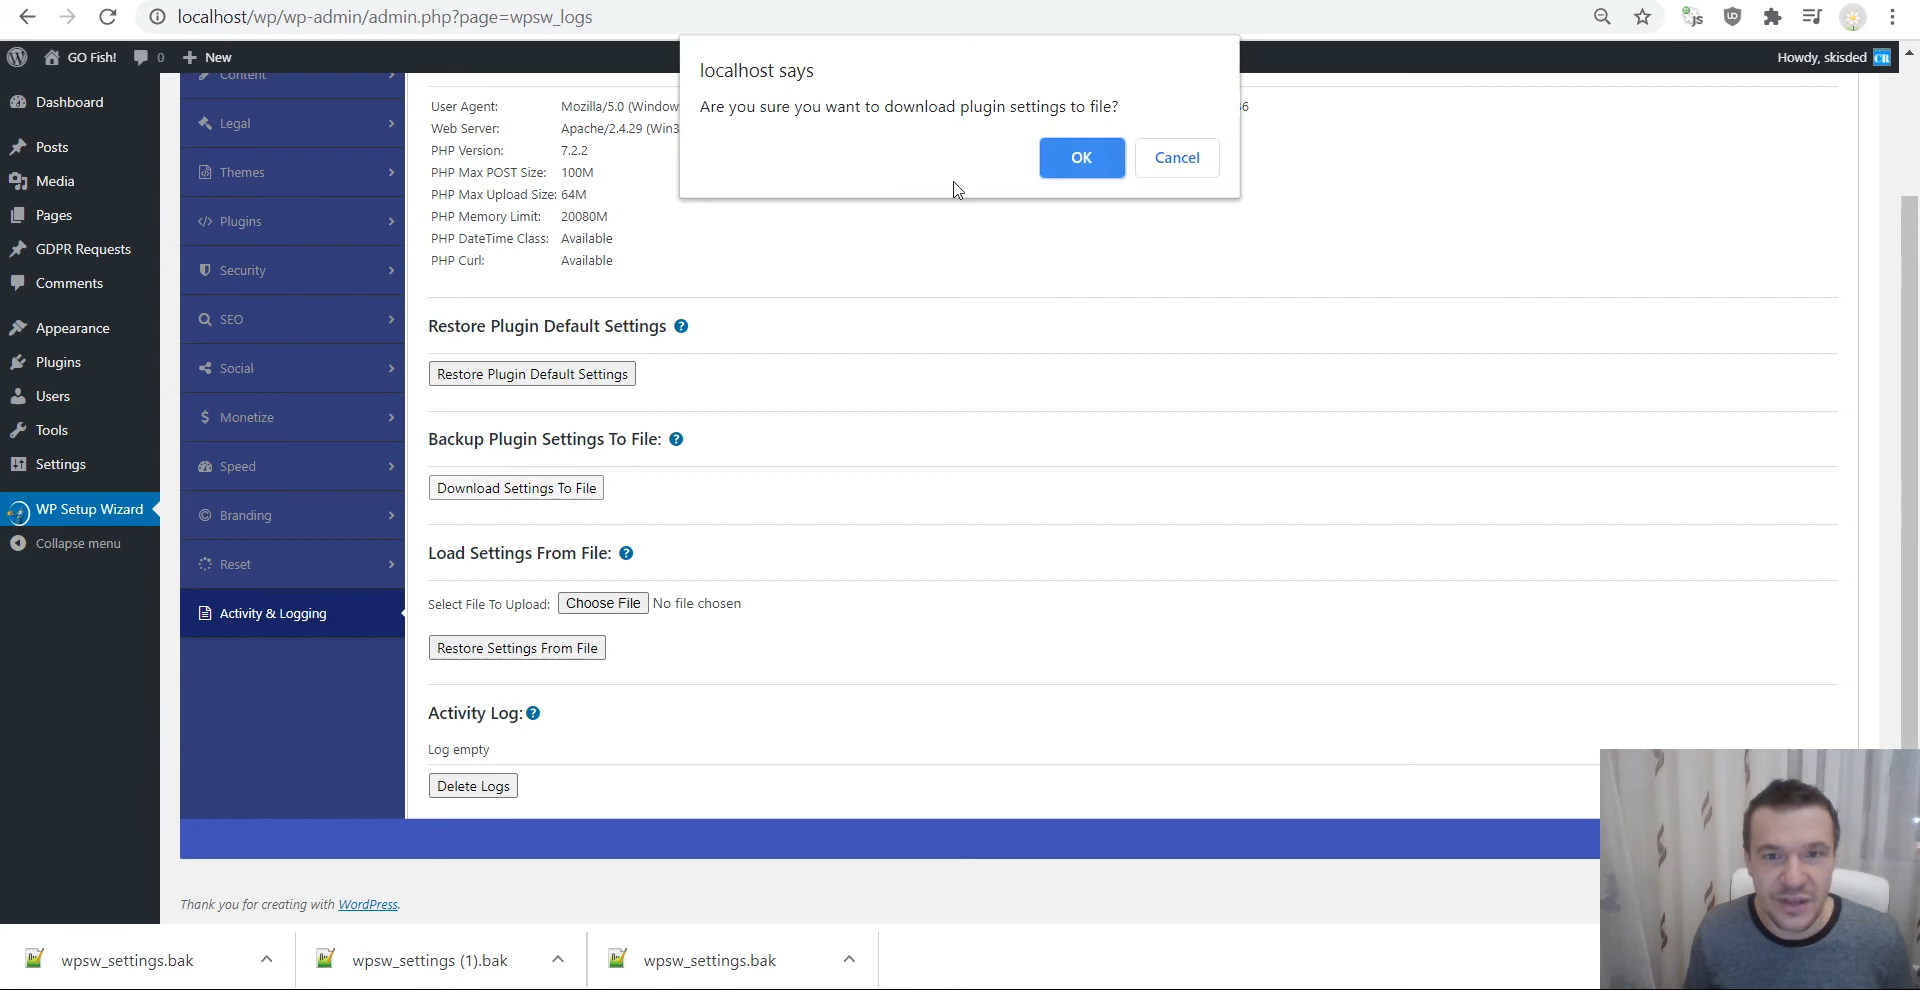 localhost/wp/wp-admin/admin.php?page=wpsw_logs
GO Fish!
0
New
Howdy, skisded
CR
localhost says
Are you sure you want to download plugin settings to file?
OK
Cancel
Dashboard
Posts
Media
Pages
GDPR Requests
Comments
Appearance
Plugins
Users
Tools
Settings
WP Setup Wizard
Collapse menu
Content
Legal
Themes
Plugins
Security
SEO
Social
Monetize
Speed
Branding
Reset
Activity & Logging
User Agent: Mozilla/5.0 (Window
Web Server: Apache/2.4.29 (Win3
PHP Version: 7.2.2
PHP Max POST Size: 100M
PHP Max Upload Size: 64M
PHP Memory Limit: 20080M
PHP DateTime Class: Available
PHP Curl: Available
Restore Plugin Default Settings
Restore Plugin Default Settings
Backup Plugin Settings To File:
Download Settings To File
Load Settings From File:
Select File To Upload: Choose File No file chosen
Restore Settings From File
Activity Log:
Log empty
Delete Logs
Thank you for creating with WordPress.
wpsw_settings.bak
wpsw_settings (1).bak
wpsw_settings.bak